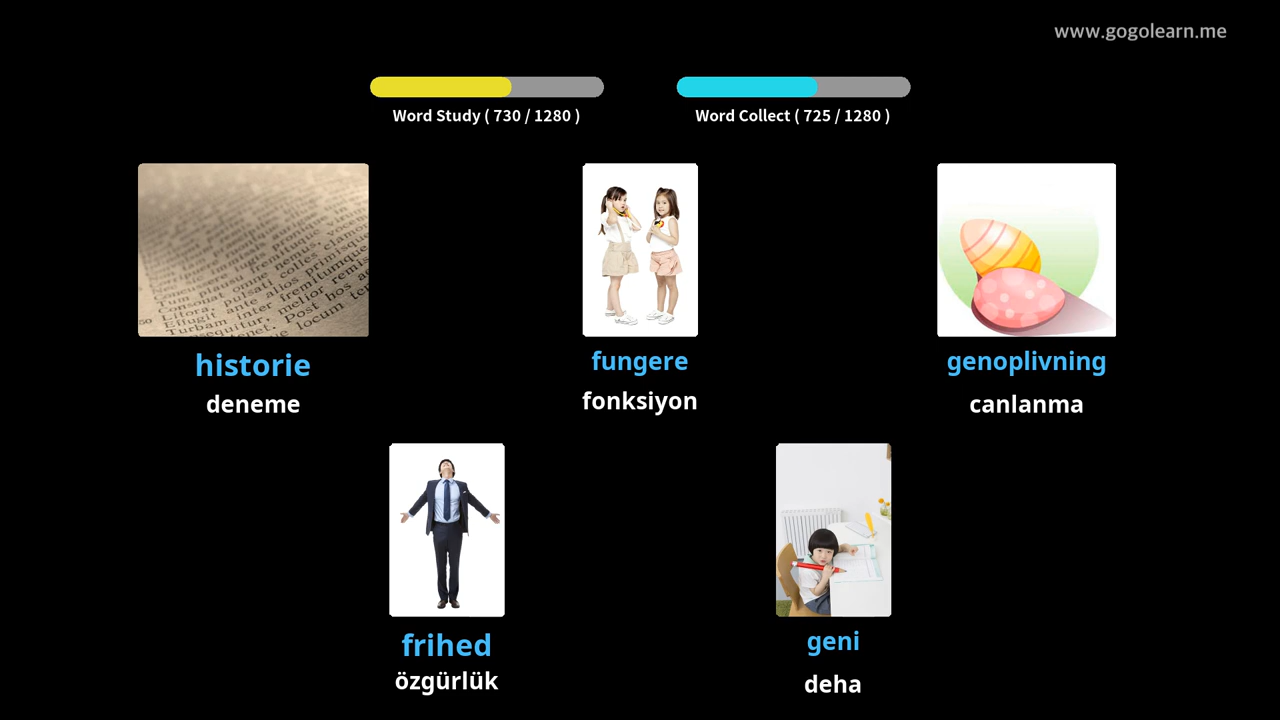 www.gogolearn.me
Word Study ( 730 / 1280 )
Word Collect ( 725 / 1280 )
historie
deneme
fungere
fonksiyon
genoplivning
canlanma
frihed
özgürlük
geni
deha